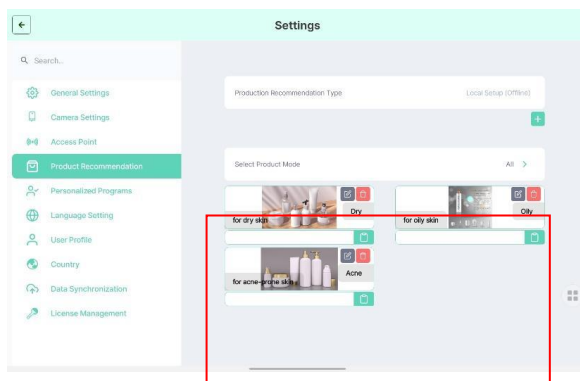 Settings
Search..
General Settings
Camera Settings
Access Point
Product Recommendation
Personalized Programs
Language Setting
User Profile
Country
Data Synchronization
License Management
Production Recommendation Type
Local Setup (Offline)
Select Product Mode
All
for dry skin
Dry
for oily skin
Oily
for acne-prone skin
Acne